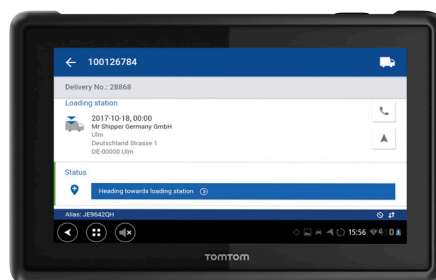 100126784
Delivery No.: 28868
Loading station
2017-10-18, 00:00
Mr Shipper Germany GmbH
Ulm
Deutschland Strasse 1
DE-00000 Ulm
Status
Heading towards loading station
Alias: JE9642QH
15:56
TOMTOM